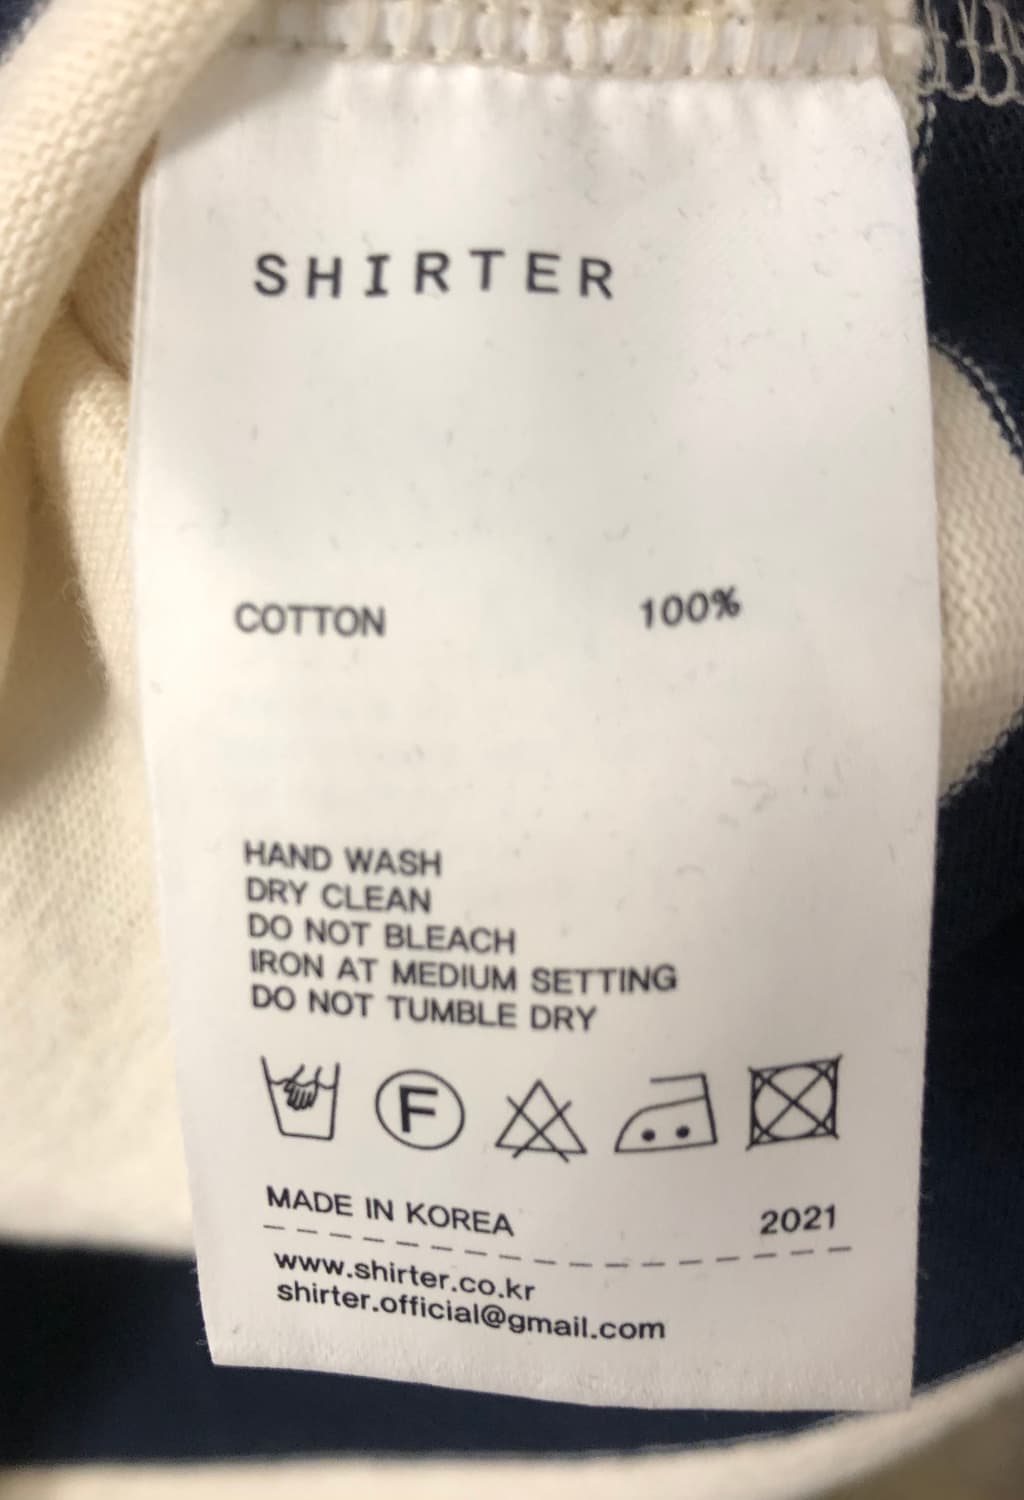 SHIRTER
COTTON 100%
HAND WASH
DRY CLEAN
DO NOT BLEACH
IRON AT MEDIUM SETTING
DO NOT TUMBLE DRY
F
MADE IN KOREA 2021
www.shirter.co.kr
shirter.official@gmail.com